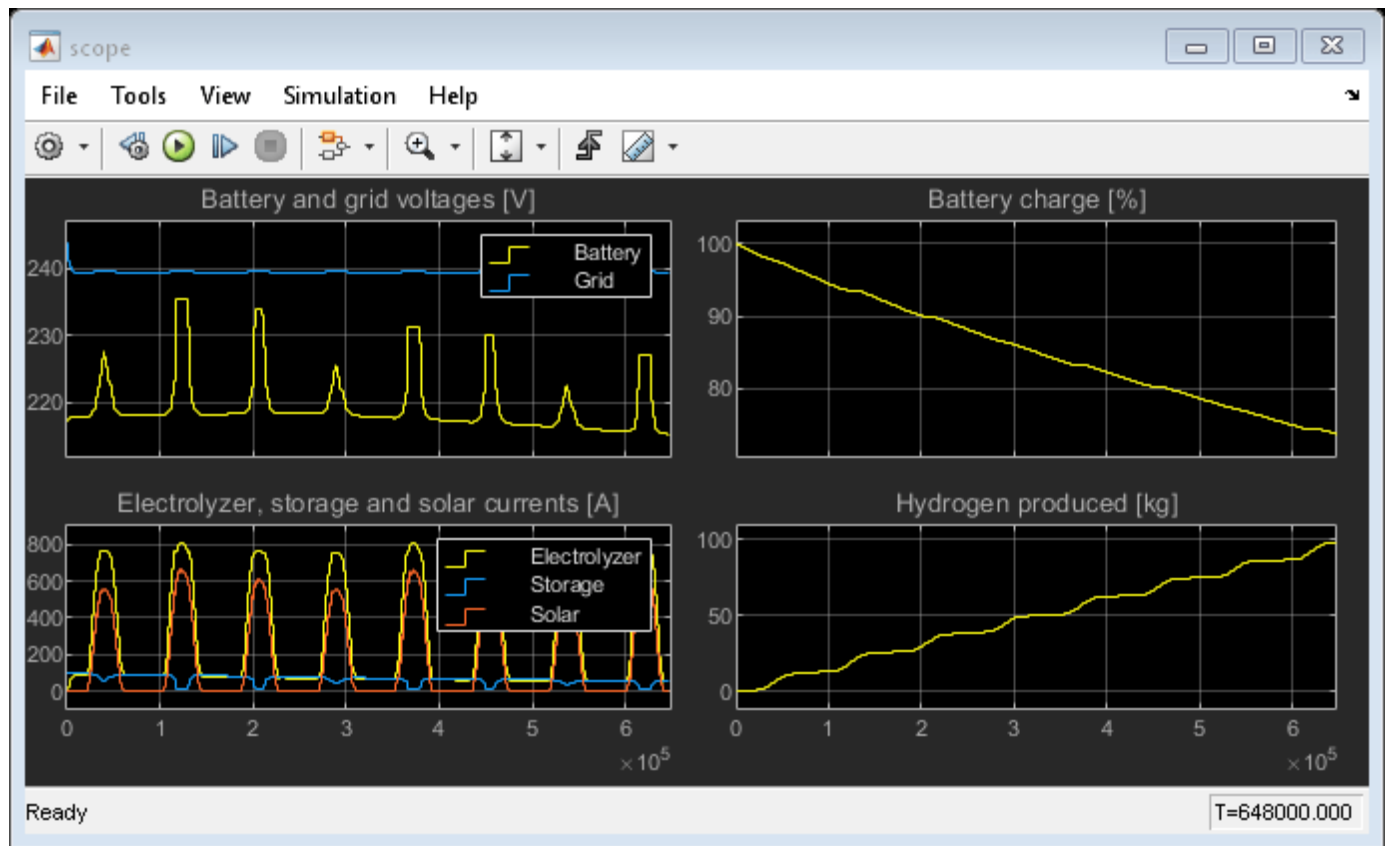 scope
File Tools View Simulation Help
Battery and grid voltages [V]
240
230
220
Battery
Grid
Battery charge [%]
100
90
80
Electrolyzer, storage and solar currents [A]
800
600
400
200
0
Electrolyzer
Storage
Solar
0 1 2 3 4 5 6
×10^5
Hydrogen produced [kg]
100
50
0
0 1 2 3 4 5 6
×10^5
Ready
T=648000.000